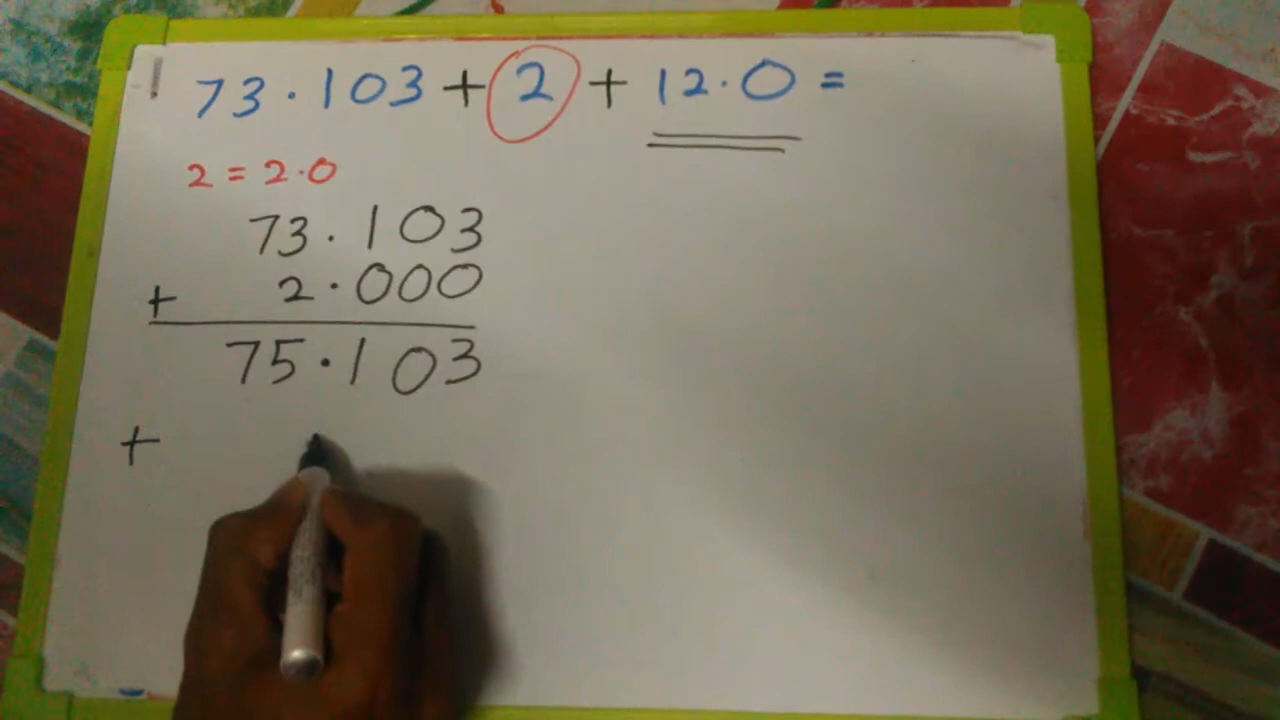 73.103 + 2 + 12.0 =
2 = 2.0
73.103
+ 2.000
75.103
+